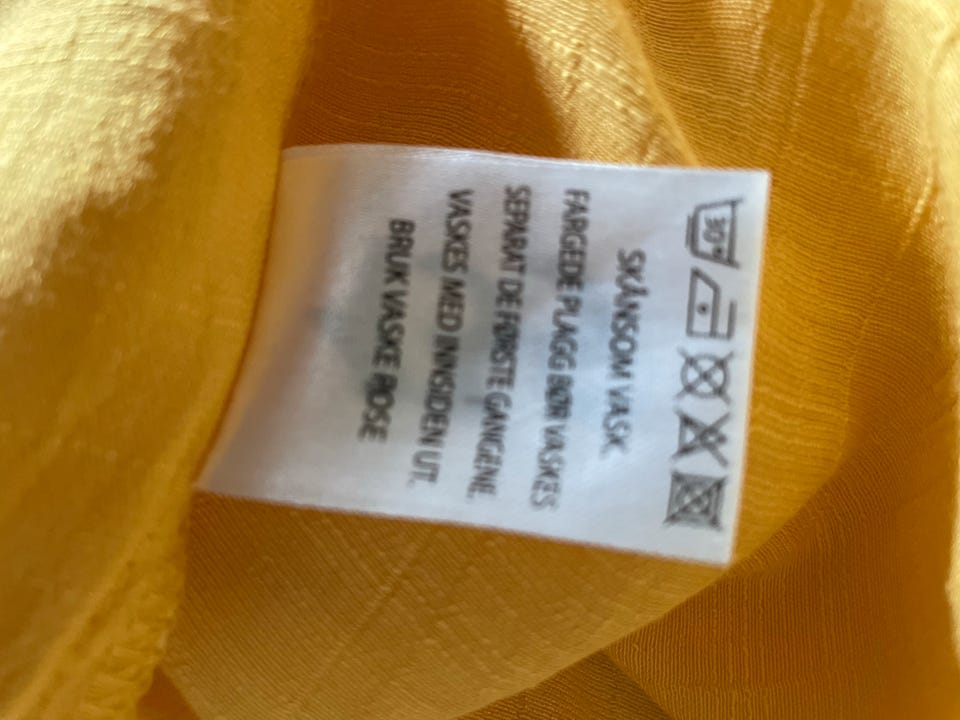 30°
SKÅNSOM VASK
FARGEDE PLAGG BØR VASKES
SEPARAT DE FØRSTE GANGENE.
VASKES MED INNSIDEN UT.
BRUK VASKE POSE